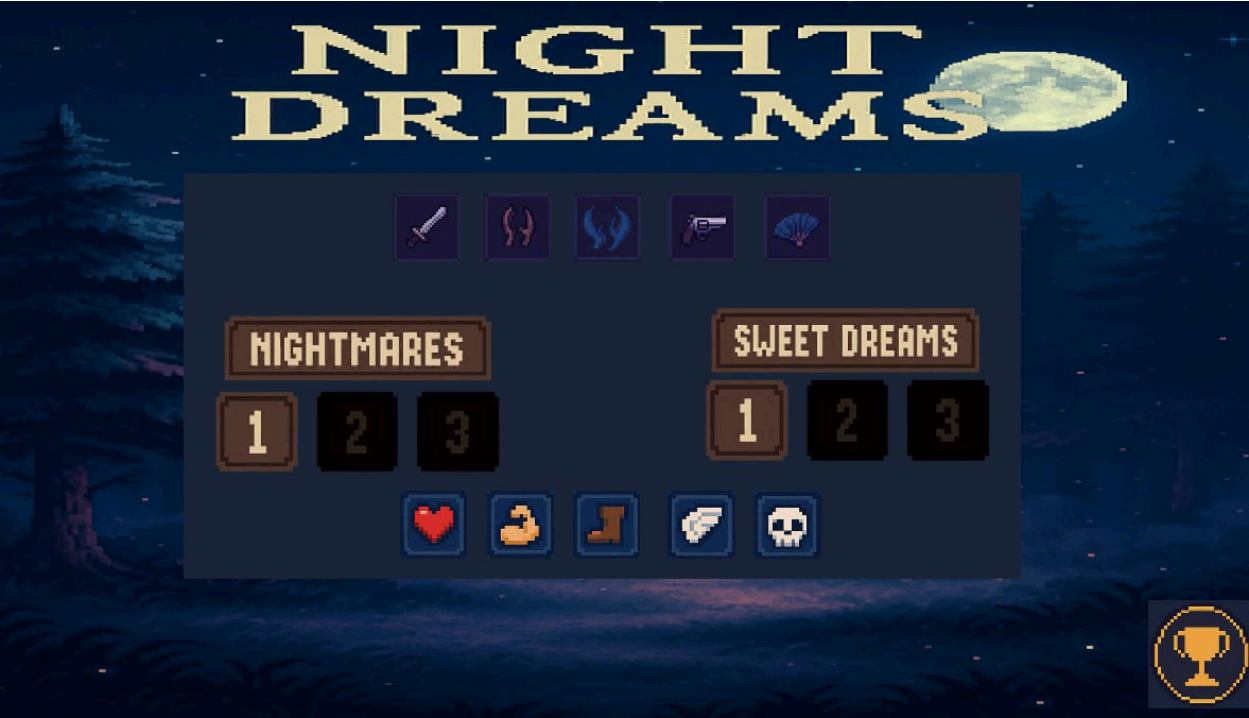 NIGHT
DREAMS
NIGHTMARES
1 2 3
SWEET DREAMS
1 2 3